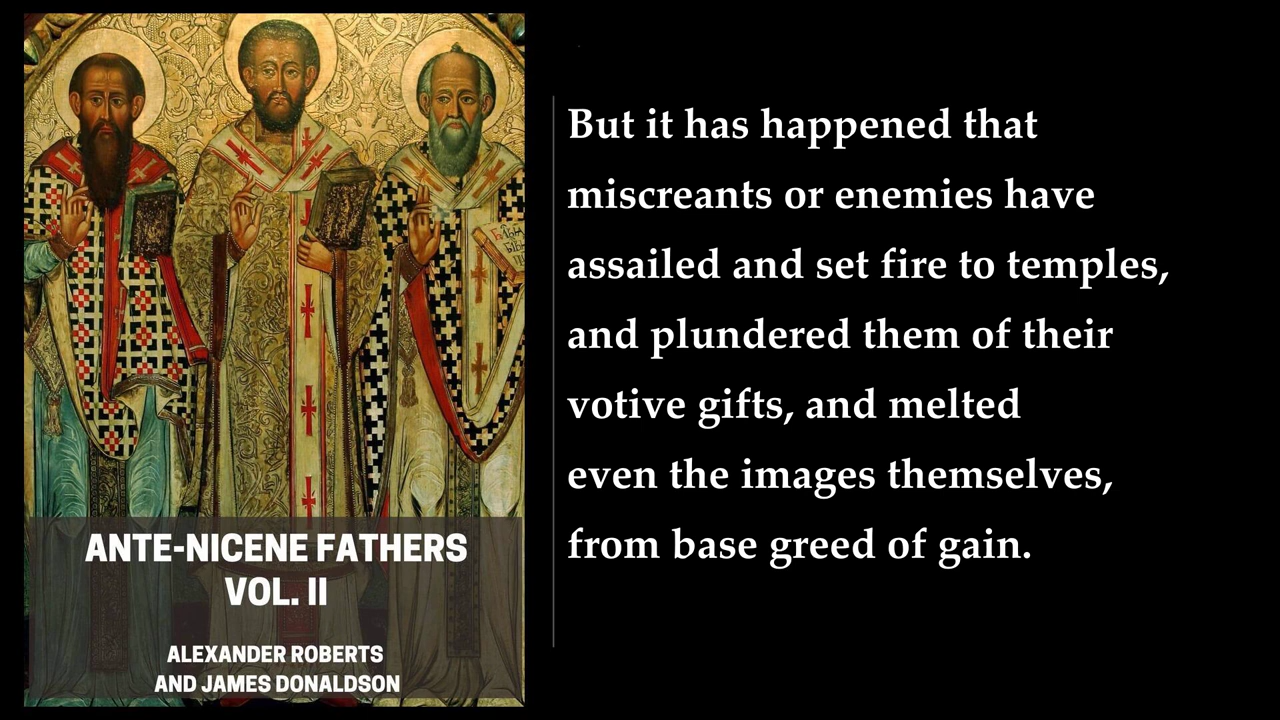 But it has happened that
miscreants or enemies have
assailed and set fire to temples,
and plundered them of their
votive gifts, and melted
even the images themselves,
from base greed of gain.
ANTE-NICENE FATHERS
VOL. II
ALEXANDER ROBERTS
AND JAMES DONALDSON